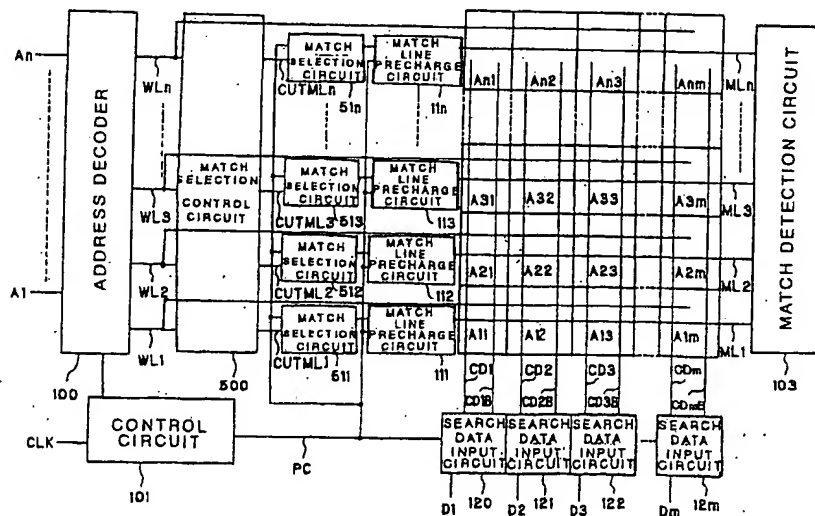 An
A1
ADDRESS DECODER
100
WLn
WL3
WL2
WL1
MATCH
SELECTION
CONTROL
CIRCUIT
500
MATCH
SELECTION
CIRCUIT
CUTMLn
51n
MATCH
LINE
PRECHARGE
CIRCUIT
11n
An1
An2
An3
Anm
MLn
MATCH
SELECTION
CIRCUIT
CUTML3
513
MATCH
LINE
PRECHARGE
CIRCUIT
113
A31
A32
A33
A3m
ML3
MATCH
SELECTION
CIRCUIT
CUTML2
512
MATCH
LINE
PRECHARGE
CIRCUIT
112
A21
A22
A23
A2m
ML2
MATCH
SELECTION
CIRCUIT
CUTML1
511
MATCH
LINE
PRECHARGE
CIRCUIT
111
A11
A12
A13
A1m
ML1
MATCH DETECTION CIRCUIT
103
CD1
CD2
CD3
CDm
CD1B
CD2B
CD3B
CDmB
CLK
CONTROL
CIRCUIT
101
PC
SEARCH
DATA
INPUT
CIRCUIT
D1
120
SEARCH
DATA
INPUT
CIRCUIT
D2
121
SEARCH
DATA
INPUT
CIRCUIT
D3
122
SEARCH
DATA
INPUT
CIRCUIT
Dm
12m